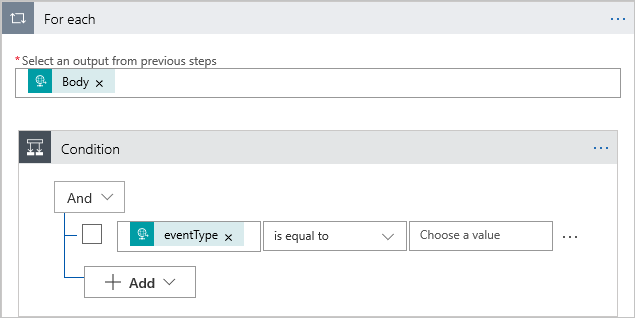 For each
* Select an output from previous steps
Body ×
Condition
And
eventType × is equal to Choose a value
+ Add